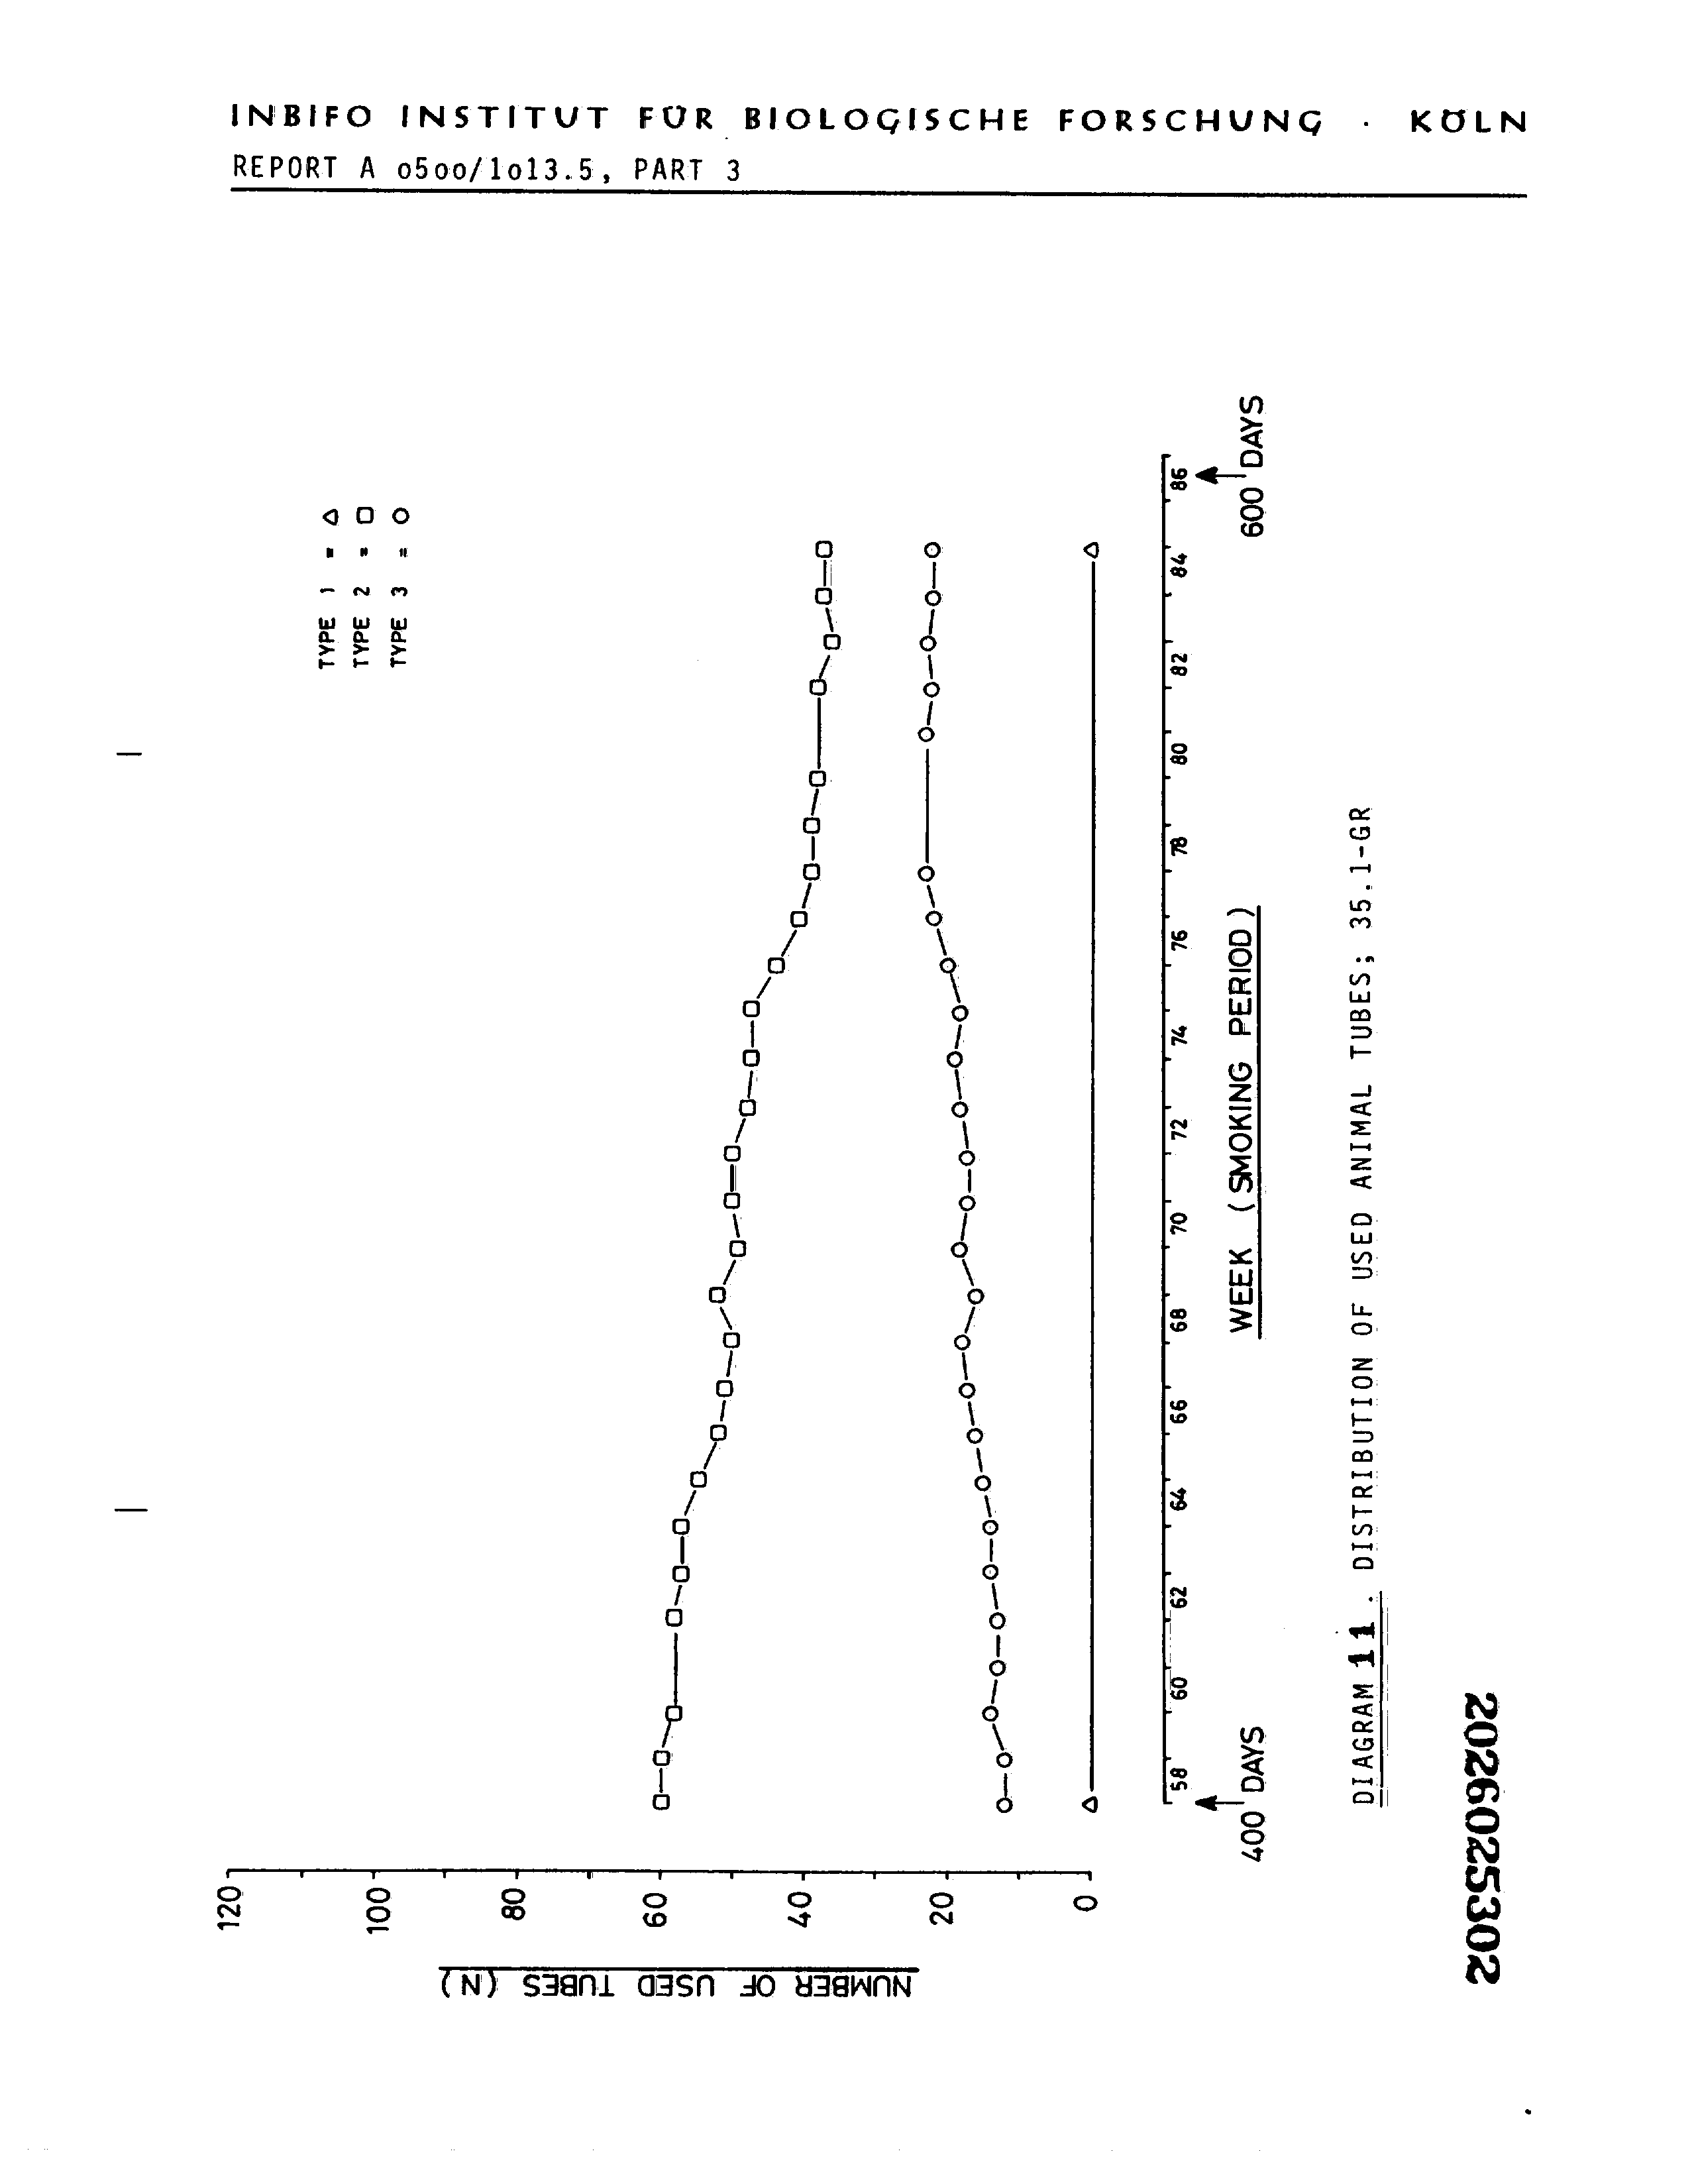 INBIFO INSTITUT FÜR BIOLOGISCHE FORSCHUNG · KÖLN
REPORT A o5oo/1o13.5, PART 3
TYPE 1 = △
TYPE 2 = □
TYPE 3 = ○
120
100
80
60
40
20
0
NUMBER OF USED TUBES (N)
58 60 62 64 66 68 70 72 74 76 78 80 82 84 86
400 DAYS
600 DAYS
WEEK (SMOKING PERIOD)
DIAGRAM 11. DISTRIBUTION OF USED ANIMAL TUBES; 35.1-GR
2026025302